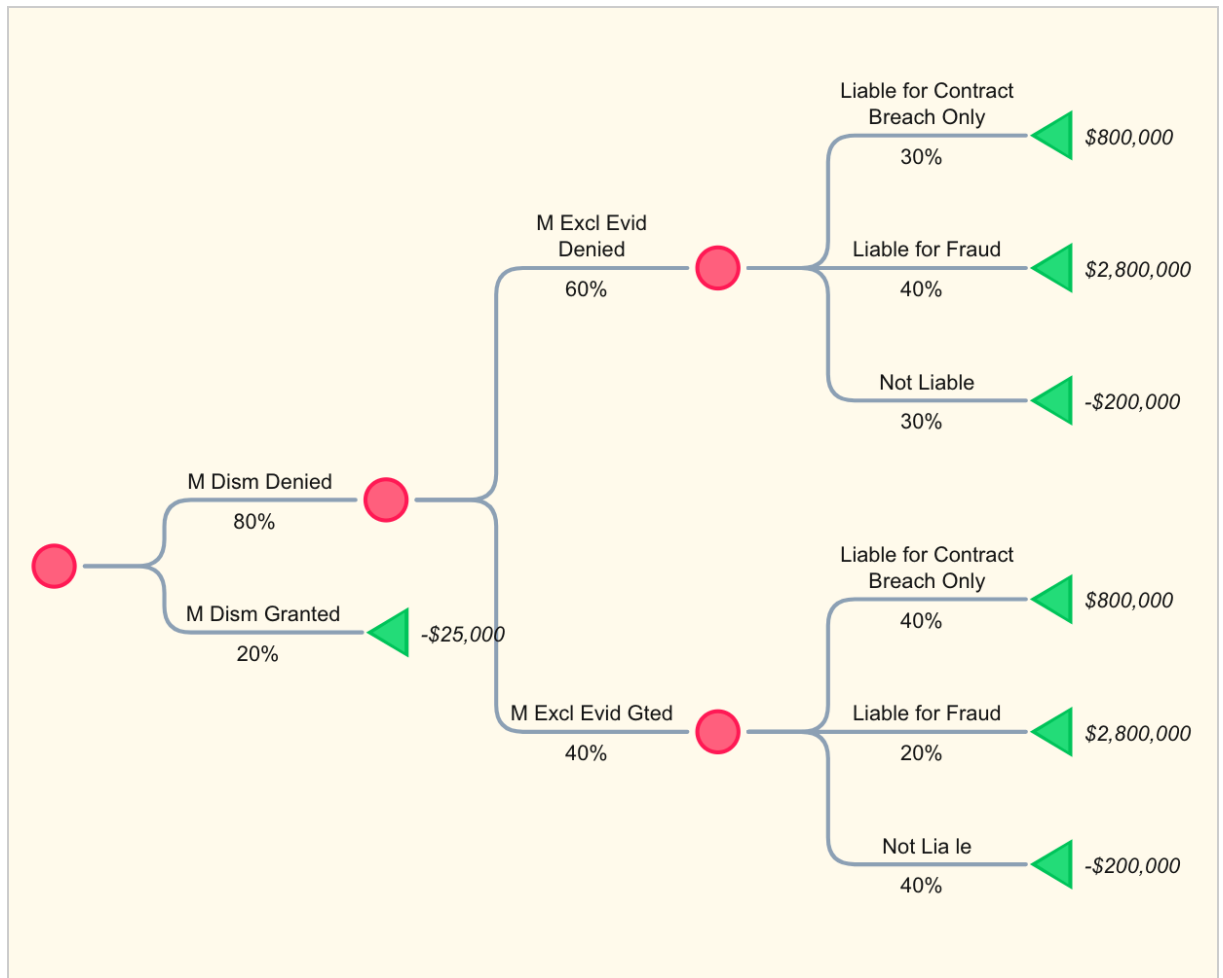 Liable for Contract
Breach Only
30%
$800,000
M Excl Evid
Denied
60%
Liable for Fraud
40%
$2,800,000
Not Liable
30%
-$200,000
M Dism Denied
80%
M Dism Granted
20%
-$25,000
Liable for Contract
Breach Only
40%
$800,000
M Excl Evid Gted
40%
Liable for Fraud
20%
$2,800,000
Not Lia le
40%
-$200,000